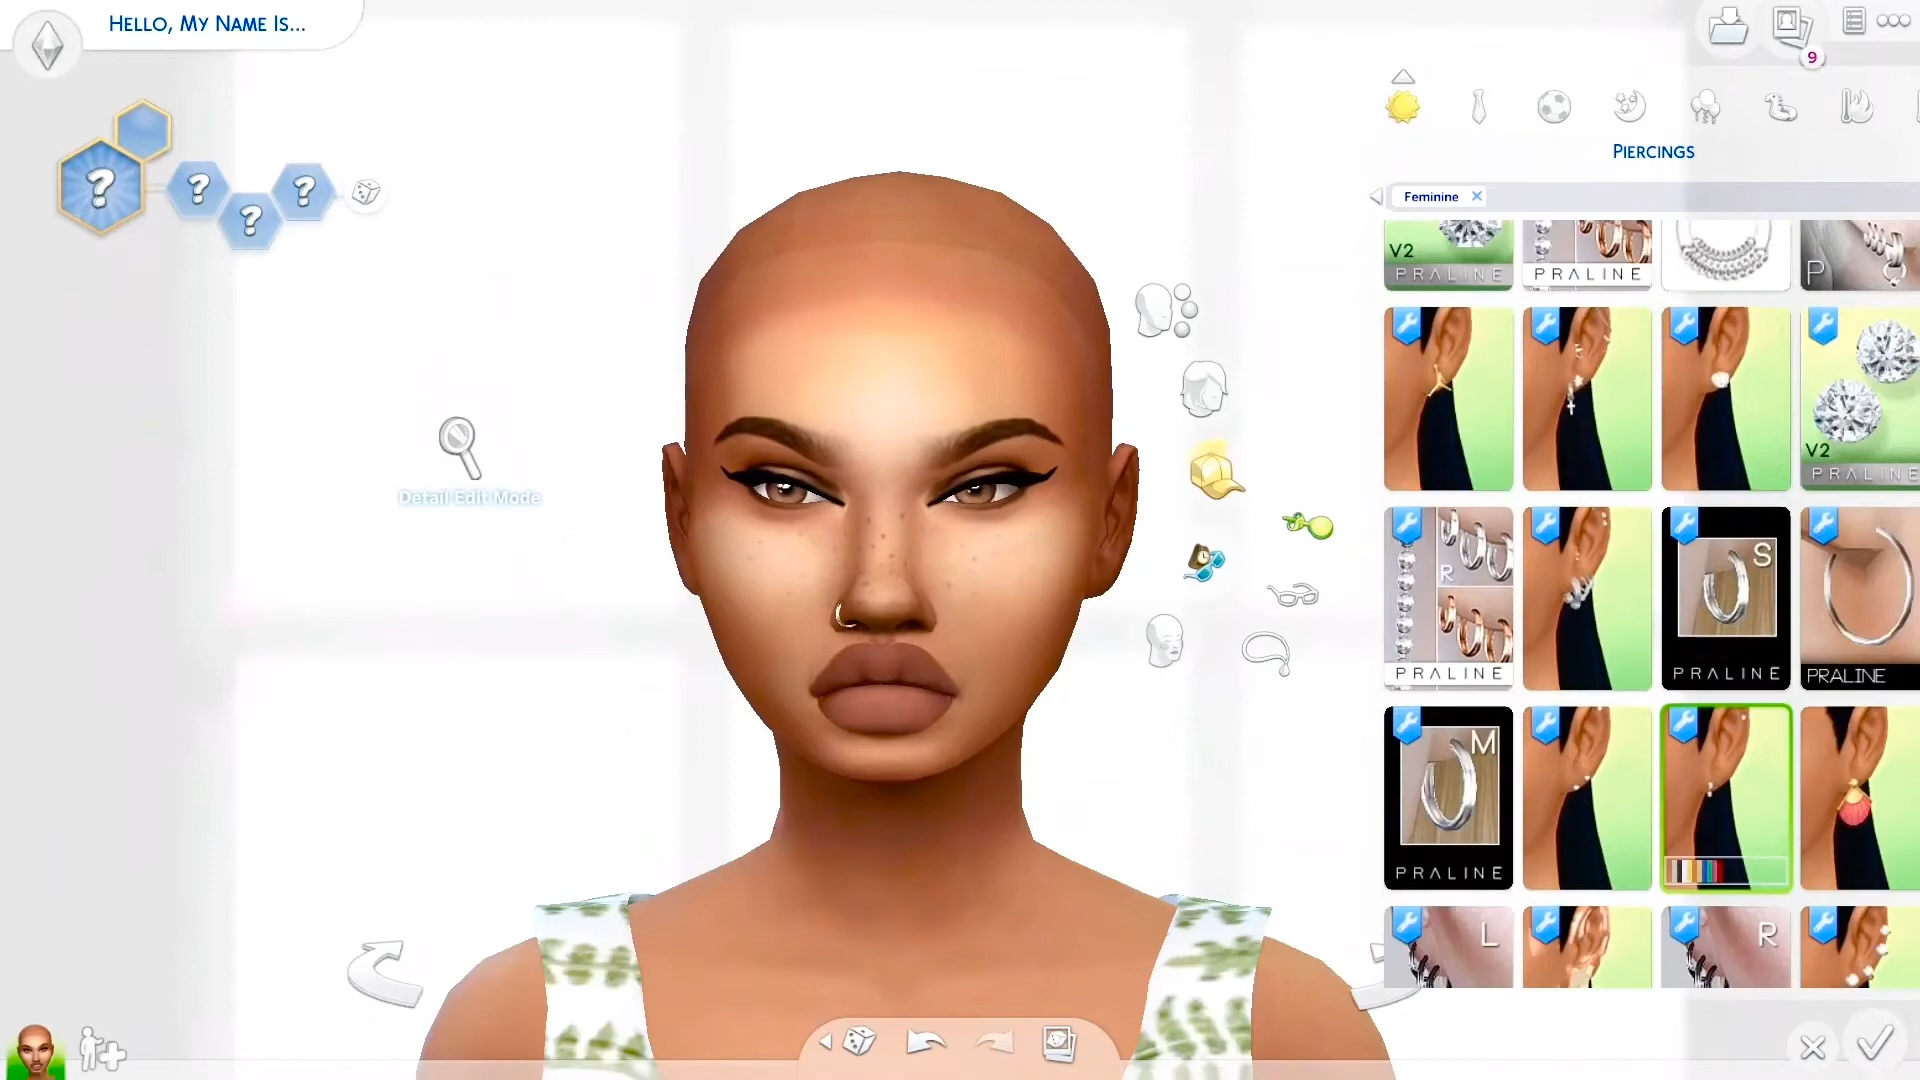 Hello, My Name Is...
9
Piercings
Feminine
V2
PRALINE
PRALINE
P
V2
PRALINE
Detail Edit Mode
R
PRALINE
S
PRALINE
PRALINE
M
PRALINE
L
R
? ? ? ?